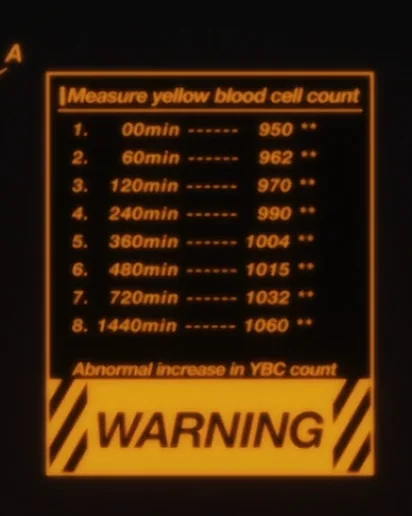 A
Measure yellow blood cell count
1. 00min ------ 950 **
2. 60min ------ 962 **
3. 120min ------ 970 **
4. 240min ------ 990 **
5. 360min ------ 1004 **
6. 480min ------ 1015 **
7. 720min ------ 1032 **
8. 1440min ------ 1060 **
Abnormal increase in YBC count
WARNING